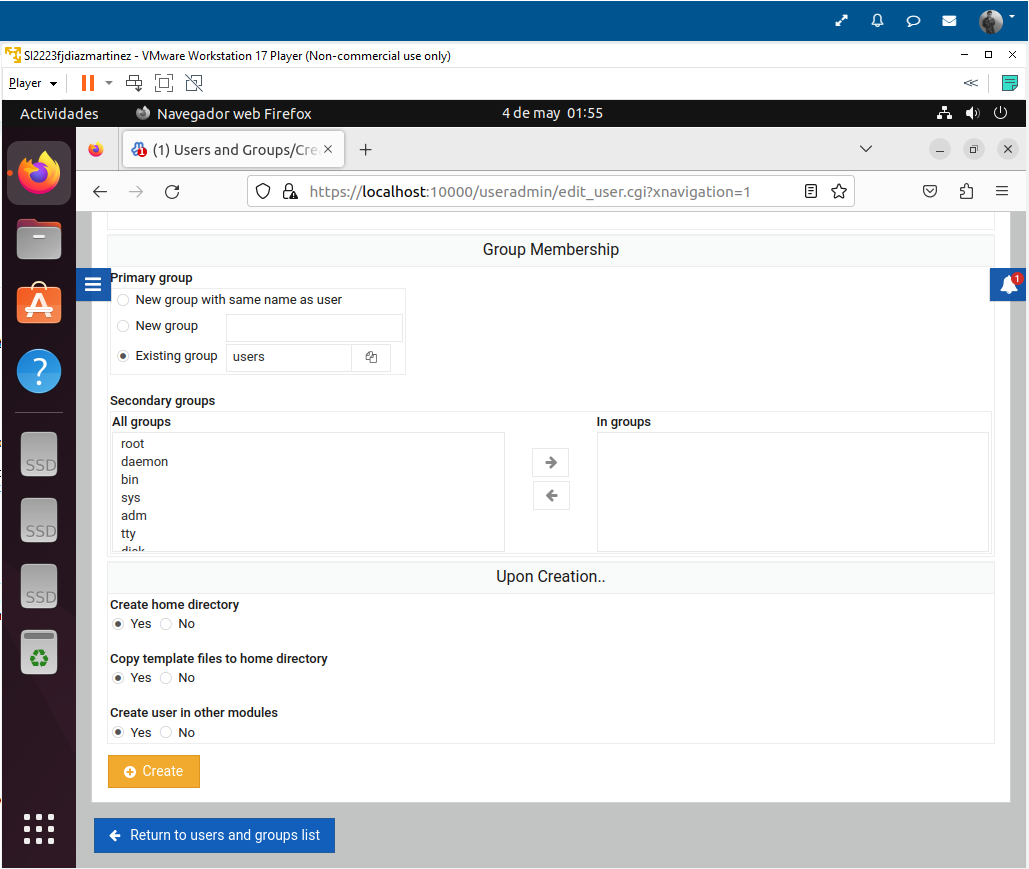 SI2223fjdiazmartinez - VMware Workstation 17 Player (Non-commercial use only)
Player
Actividades Navegador web Firefox 4 de may 01:55
(1) Users and Groups/Cre
https://localhost:10000/useradmin/edit_user.cgi?xnavigation=1
Group Membership
1
Primary group
New group with same name as user
New group
Existing group users
Secondary groups
All groups In groups
root
daemon
bin
sys
adm
tty
disk
SSD
SSD
SSD
Upon Creation..
Create home directory
Yes No
Copy template files to home directory
Yes No
Create user in other modules
Yes No
Create
Return to users and groups list